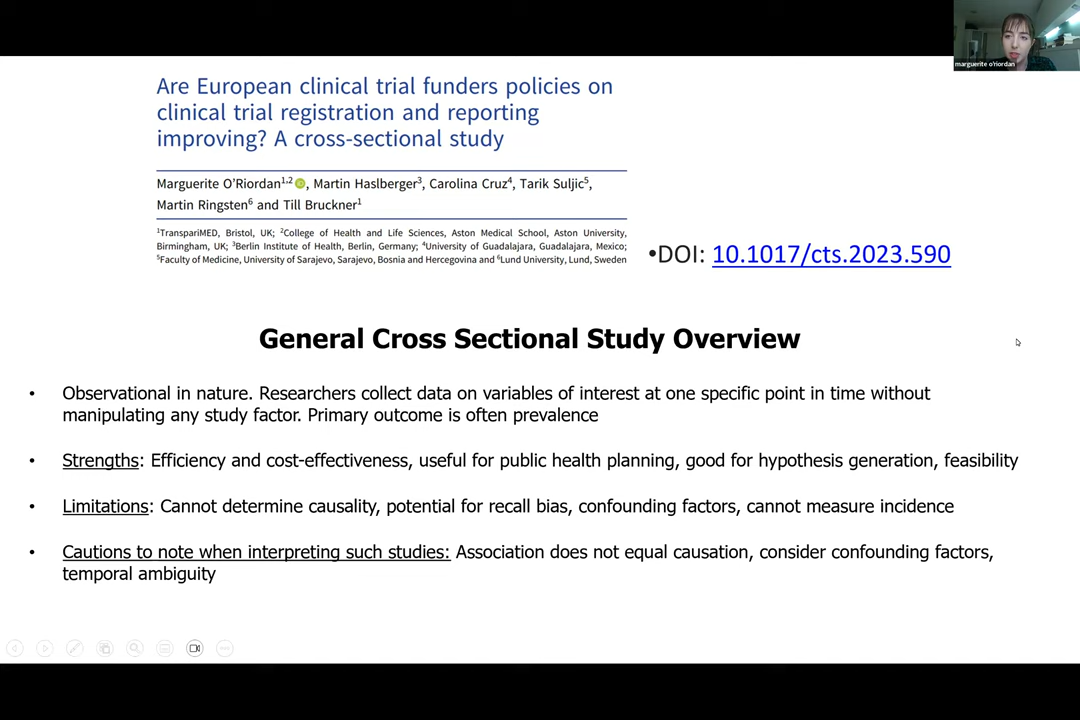 marguerite o'riordan
Are European clinical trial funders policies on
clinical trial registration and reporting
improving? A cross-sectional study
Marguerite O'Riordan1,2 iD, Martin Haslberger3, Carolina Cruz4, Tarik Suljic5,
Martin Ringsten6 and Till Bruckner1
1TranspariMED, Bristol, UK; 2College of Health and Life Sciences, Aston Medical School, Aston University,
Birmingham, UK; 3Berlin Institute of Health, Berlin, Germany; 4University of Guadalajara, Guadalajara, Mexico;
5Faculty of Medicine, University of Sarajevo, Sarajevo, Bosnia and Hercegovina and 6Lund University, Lund, Sweden
•DOI: 10.1017/cts.2023.590
General Cross Sectional Study Overview
• Observational in nature. Researchers collect data on variables of interest at one specific point in time without
manipulating any study factor. Primary outcome is often prevalence
• Strengths: Efficiency and cost-effectiveness, useful for public health planning, good for hypothesis generation, feasibility
• Limitations: Cannot determine causality, potential for recall bias, confounding factors, cannot measure incidence
• Cautions to note when interpreting such studies: Association does not equal causation, consider confounding factors,
temporal ambiguity